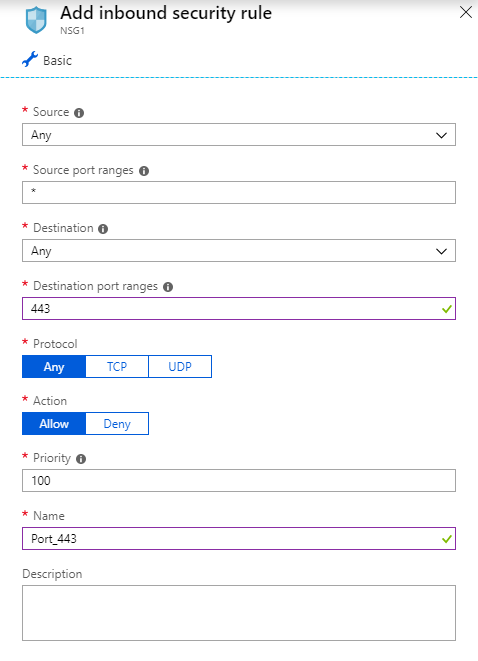 Add inbound security rule
NSG1
Basic
* Source
Any
* Source port ranges
*
* Destination
Any
* Destination port ranges
443
* Protocol
Any TCP UDP
* Action
Allow Deny
* Priority
100
* Name
Port_443
Description